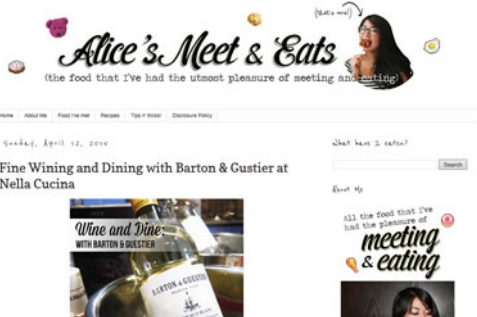 (that's me!)
Alice's Meet & Eats
(the food that I've had the utmost pleasure of meeting and eating)
Home About Me Food I've met Recipes Tips n' tricks! Disclosure Policy
Sunday, April 12, 2015
What have I eaten?
Fine Wining and Dining with Barton & Gustier at
Nella Cucina
Search
About Me
Wine and Dine:
WITH BARTON & GUESTIER
BARTON & GUESTIER
All the food that I've
had the pleasure of
meeting
& eating